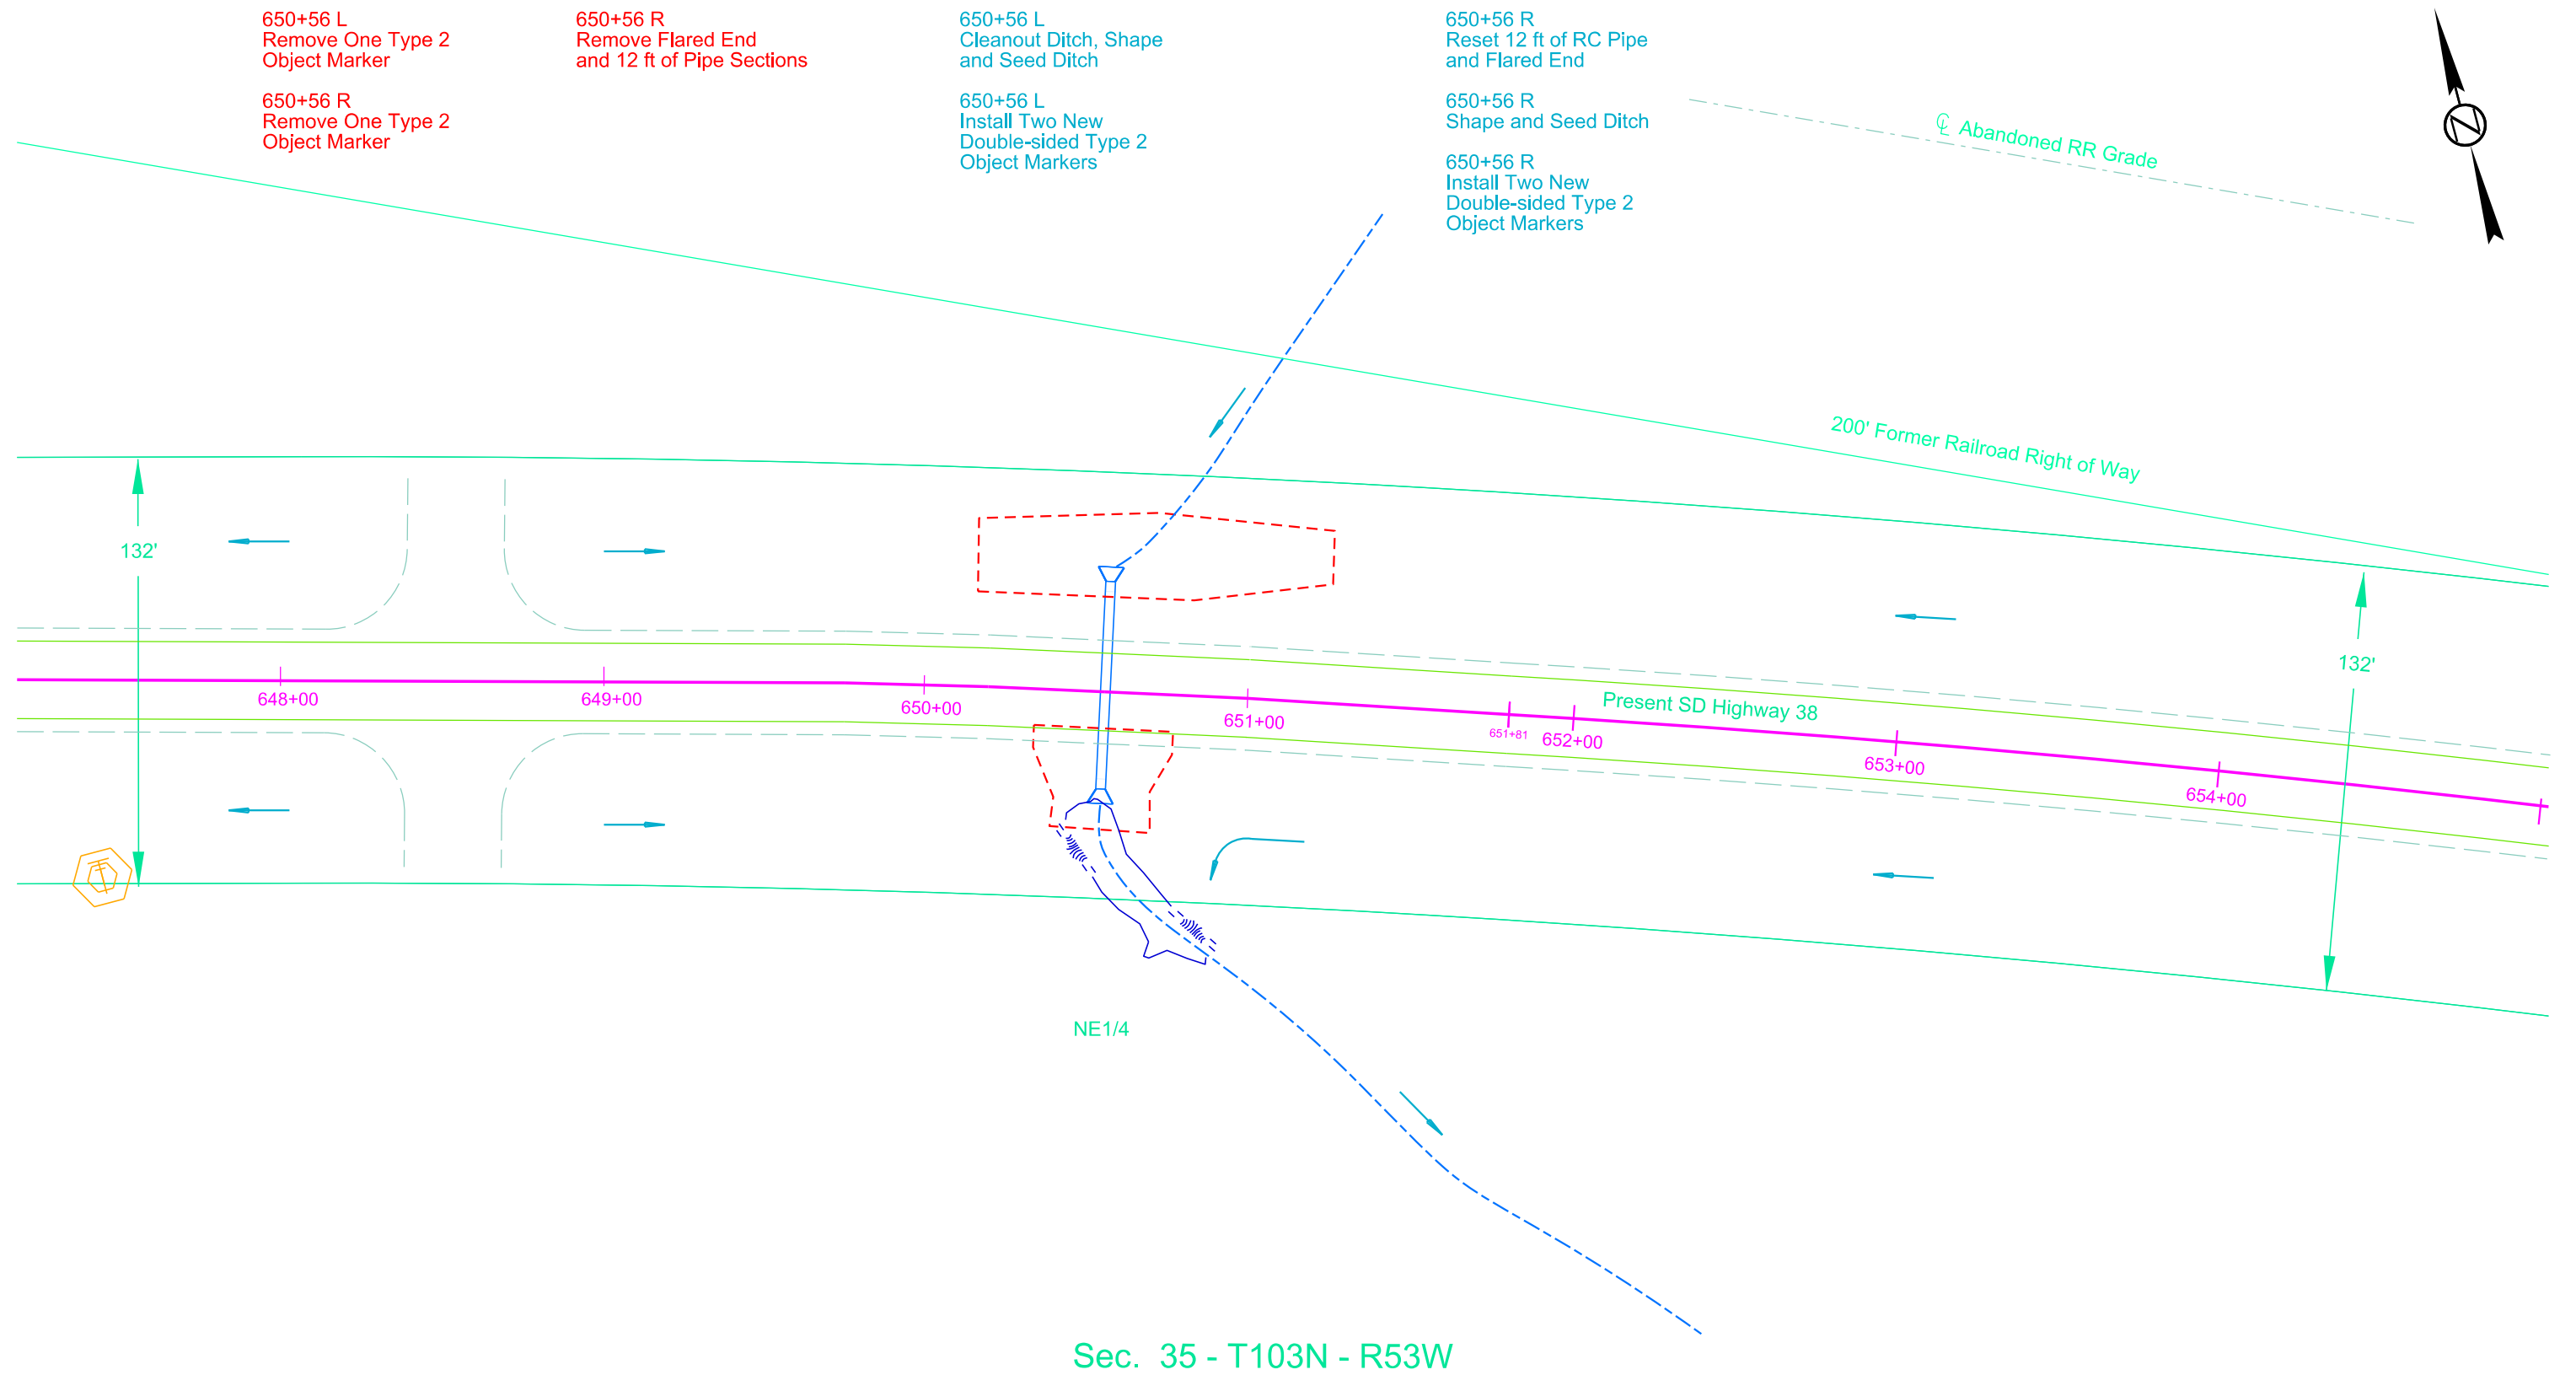 650+56 L
Remove One Type 2
Object Marker
650+56 R
Remove One Type 2
Object Marker
650+56 R
Remove Flared End
and 12 ft of Pipe Sections
650+56 L
Cleanout Ditch, Shape
and Seed Ditch
650+56 L
Install Two New
Double-sided Type 2
Object Markers
650+56 R
Reset 12 ft of RC Pipe
and Flared End
650+56 R
Shape and Seed Ditch
650+56 R
Install Two New
Double-sided Type 2
Object Markers
℄ Abandoned RR Grade
N
200' Former Railroad Right of Way
132'
132'
648+00
649+00
650+00
651+00
651+81
652+00
Present SD Highway 38
653+00
654+00
T
NE1/4
Sec. 35 - T103N - R53W